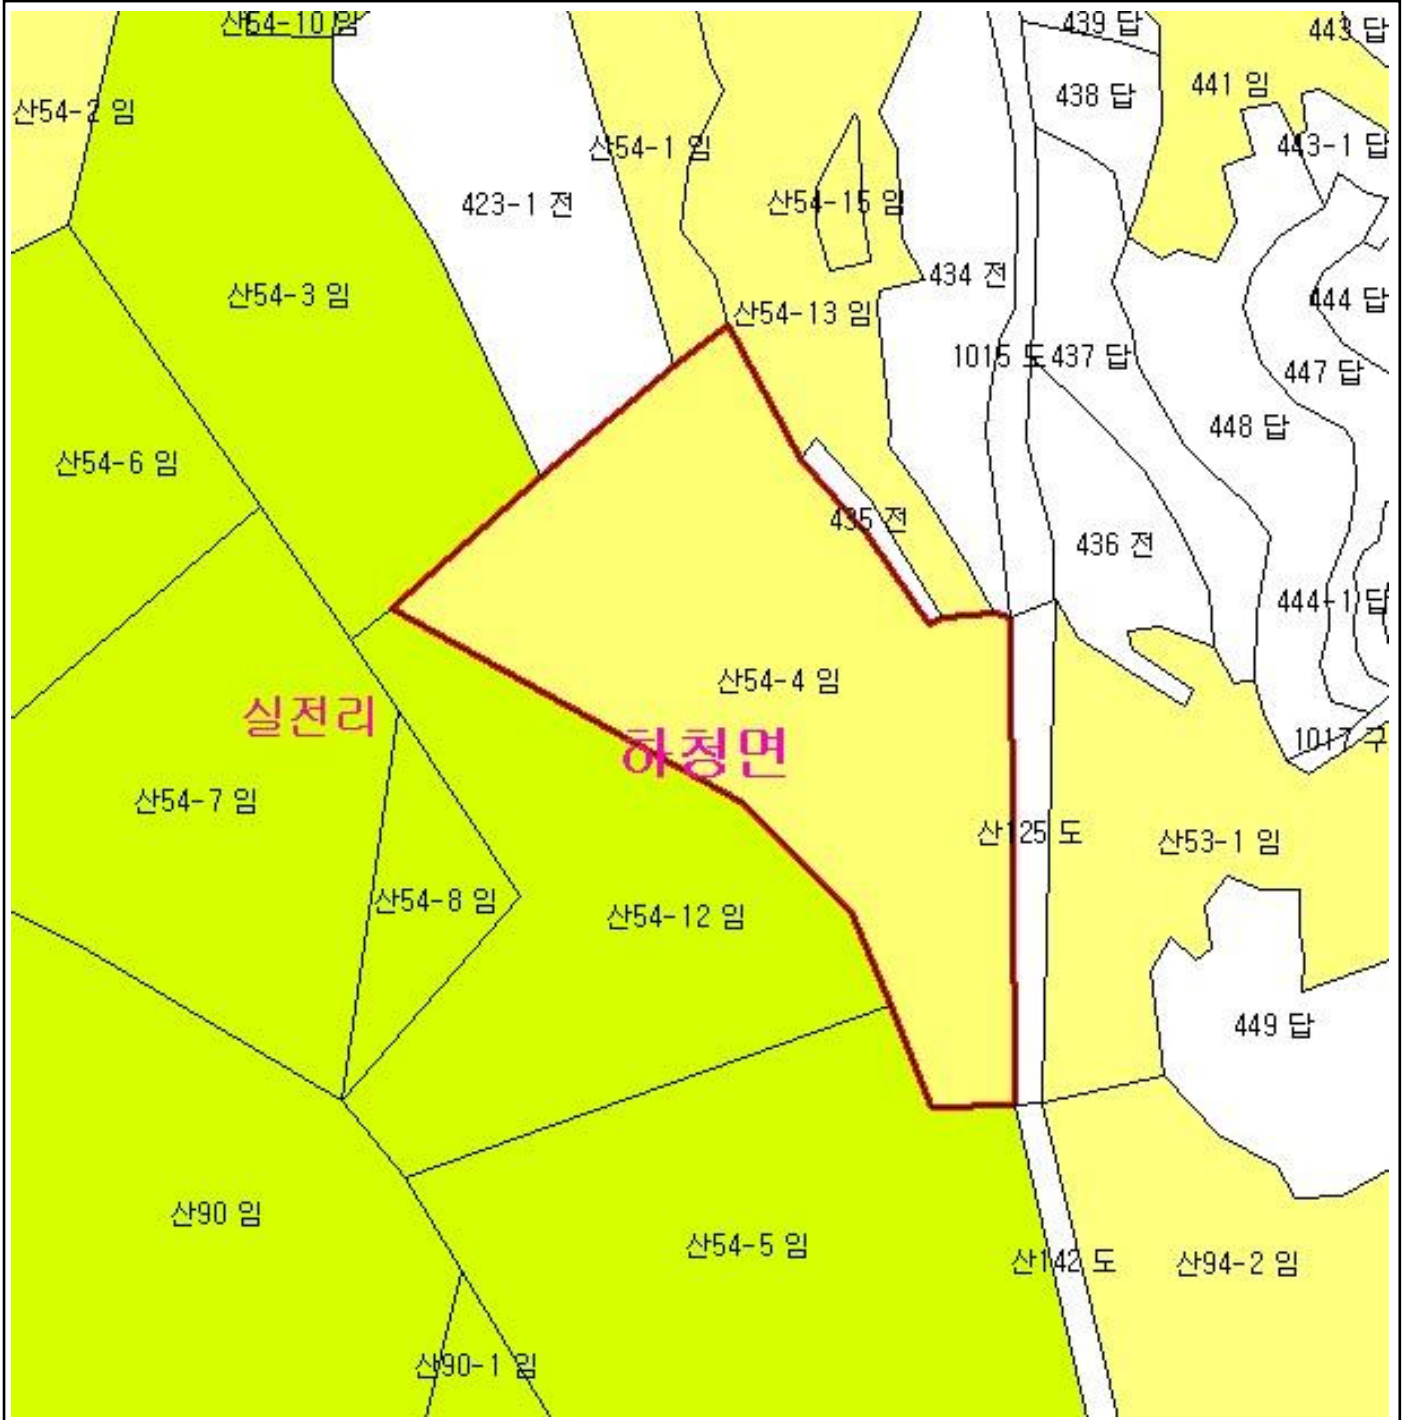 산54-10 임
439 답
443 답
441 임
438 답
산54-2 임
산54-1 임
443-1 답
423-1 전
산54-15 임
434 전
산54-3 임
444 답
산54-13 임
1015 도
437 답
447 답
448 답
산54-6 임
435 전
436 전
444-1 답
산54-4 임
실전리
하청면
1017 구
산54-7 임
산125 도
산53-1 임
산54-8 임
산54-12 임
449 답
산90 임
산54-5 임
산142 도
산94-2 임
산90-1 임